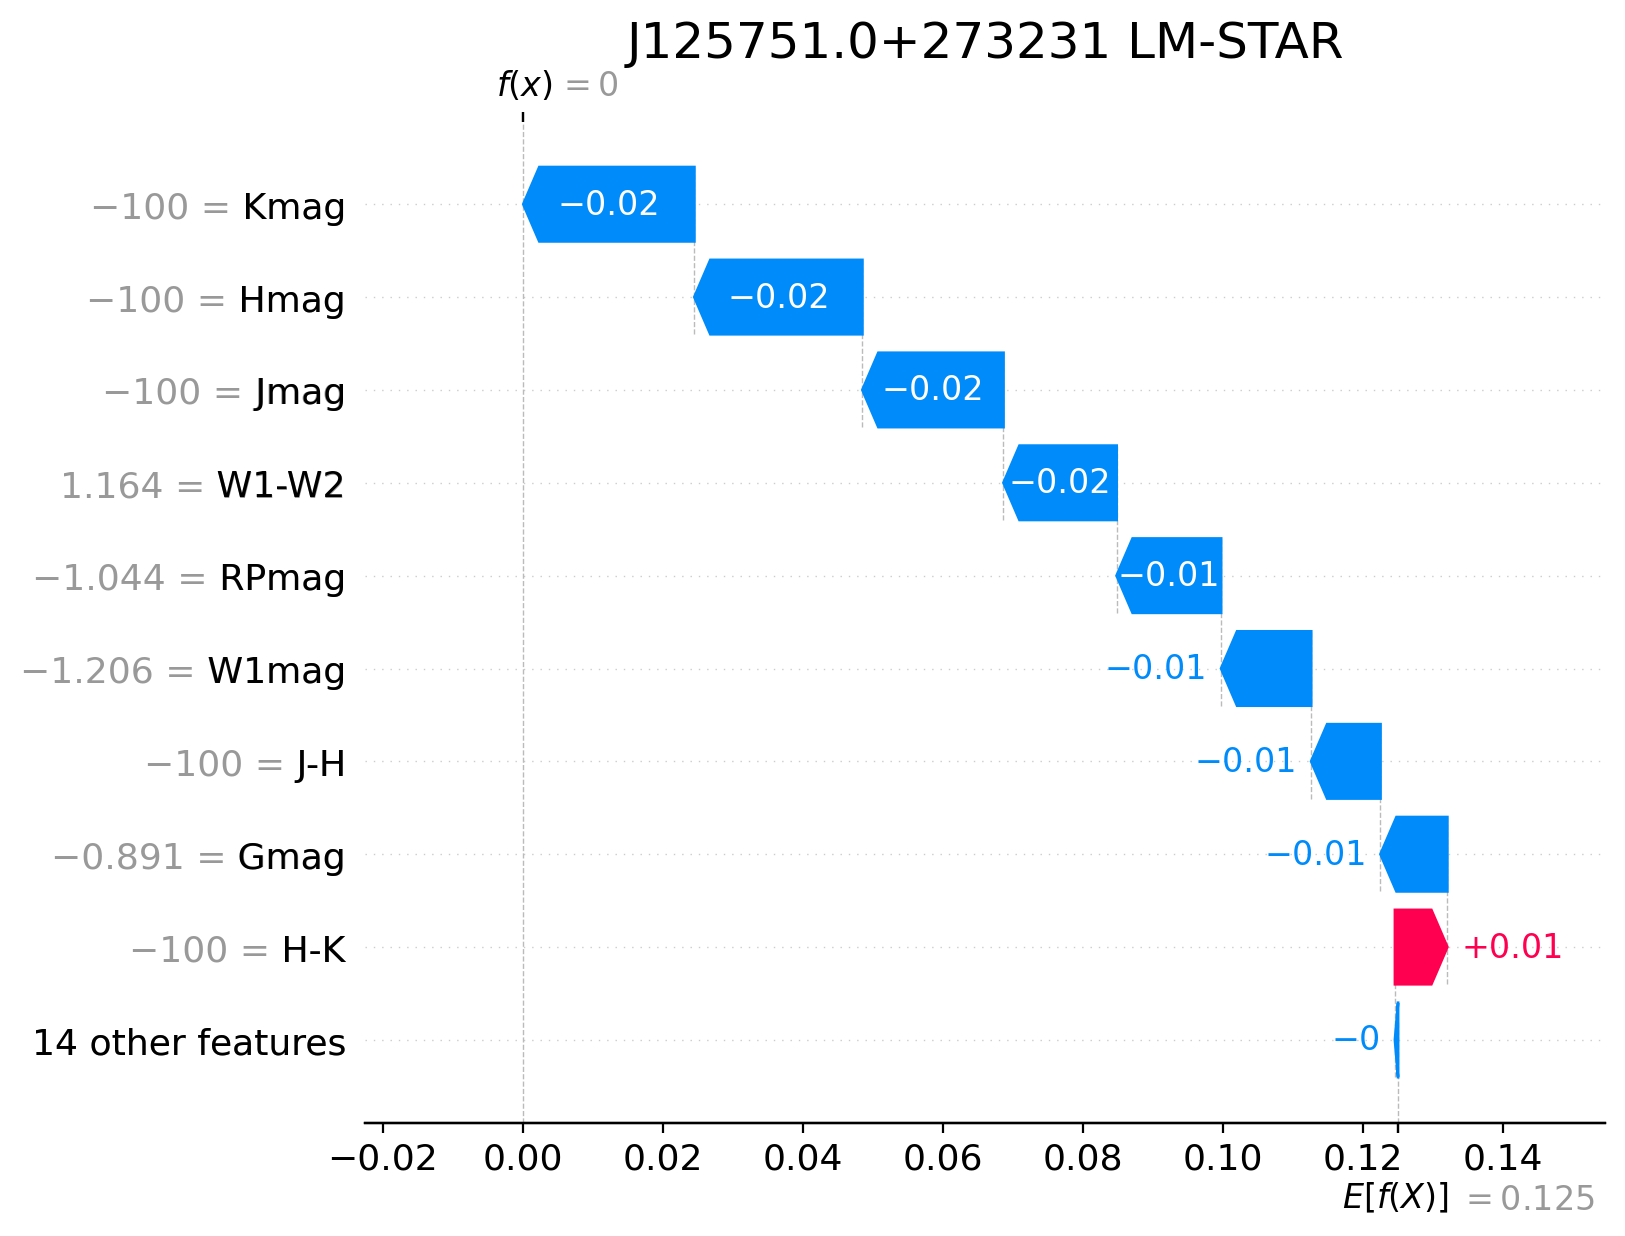 J125751.0+273231 LM-STAR
f(x) = 0
−100 = Kmag
−0.02
−100 = Hmag
−0.02
−100 = Jmag
−0.02
1.164 = W1-W2
−0.02
−1.044 = RPmag
−0.01
−1.206 = W1mag
−0.01
−100 = J-H
−0.01
−0.891 = Gmag
−0.01
−100 = H-K
+0.01
14 other features
−0
−0.02 0.00 0.02 0.04 0.06 0.08 0.10 0.12 0.14
E[f(X)] = 0.125